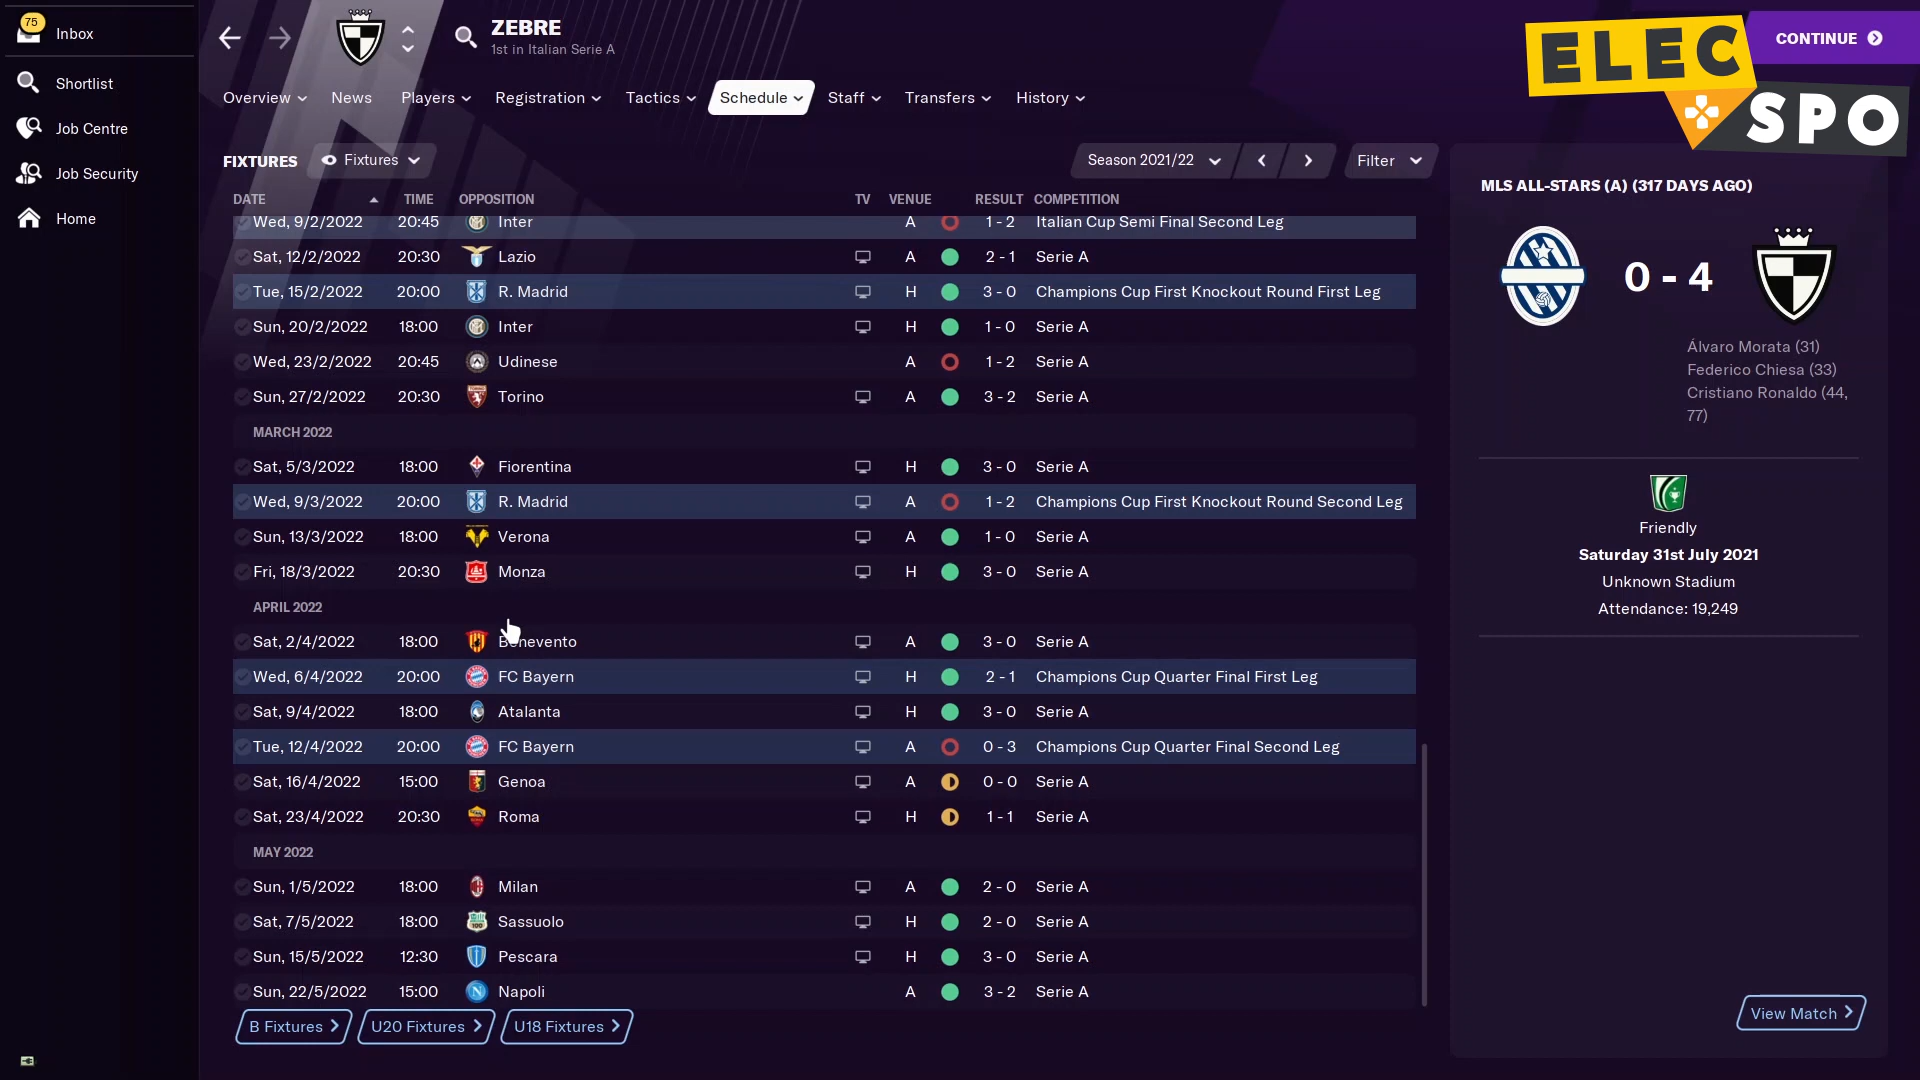 75
Inbox
Shortlist
Job Centre
Job Security
Home
ZEBRE
1st in Italian Serie A
ELEC
SPO
CONTINUE
Overview News Players Registration Tactics Schedule Staff Transfers History
FIXTURES Fixtures Season 2021/22 Filter
DATE TIME OPPOSITION TV VENUE RESULT COMPETITION
Wed, 9/2/2022 20:45 Inter A 1 - 2 Italian Cup Semi Final Second Leg
Sat, 12/2/2022 20:30 Lazio A 2 - 1 Serie A
Tue, 15/2/2022 20:00 R. Madrid H 3 - 0 Champions Cup First Knockout Round First Leg
Sun, 20/2/2022 18:00 Inter H 1 - 0 Serie A
Wed, 23/2/2022 20:45 Udinese A 1 - 2 Serie A
Sun, 27/2/2022 20:30 Torino A 3 - 2 Serie A
MARCH 2022
Sat, 5/3/2022 18:00 Fiorentina H 3 - 0 Serie A
Wed, 9/3/2022 20:00 R. Madrid A 1 - 2 Champions Cup First Knockout Round Second Leg
Sun, 13/3/2022 18:00 Verona A 1 - 0 Serie A
Fri, 18/3/2022 20:30 Monza H 3 - 0 Serie A
APRIL 2022
Sat, 2/4/2022 18:00 Benevento A 3 - 0 Serie A
Wed, 6/4/2022 20:00 FC Bayern H 2 - 1 Champions Cup Quarter Final First Leg
Sat, 9/4/2022 18:00 Atalanta H 3 - 0 Serie A
Tue, 12/4/2022 20:00 FC Bayern A 0 - 3 Champions Cup Quarter Final Second Leg
Sat, 16/4/2022 15:00 Genoa A 0 - 0 Serie A
Sat, 23/4/2022 20:30 Roma H 1 - 1 Serie A
MAY 2022
Sun, 1/5/2022 18:00 Milan A 2 - 0 Serie A
Sat, 7/5/2022 18:00 Sassuolo H 2 - 0 Serie A
Sun, 15/5/2022 12:30 Pescara H 3 - 0 Serie A
Sun, 22/5/2022 15:00 Napoli A 3 - 2 Serie A
B Fixtures U20 Fixtures U18 Fixtures
MLS ALL-STARS (A) (317 DAYS AGO)
0 - 4
Álvaro Morata (31)
Federico Chiesa (33)
Cristiano Ronaldo (44,
77)
Friendly
Saturday 31st July 2021
Unknown Stadium
Attendance: 19,249
View Match